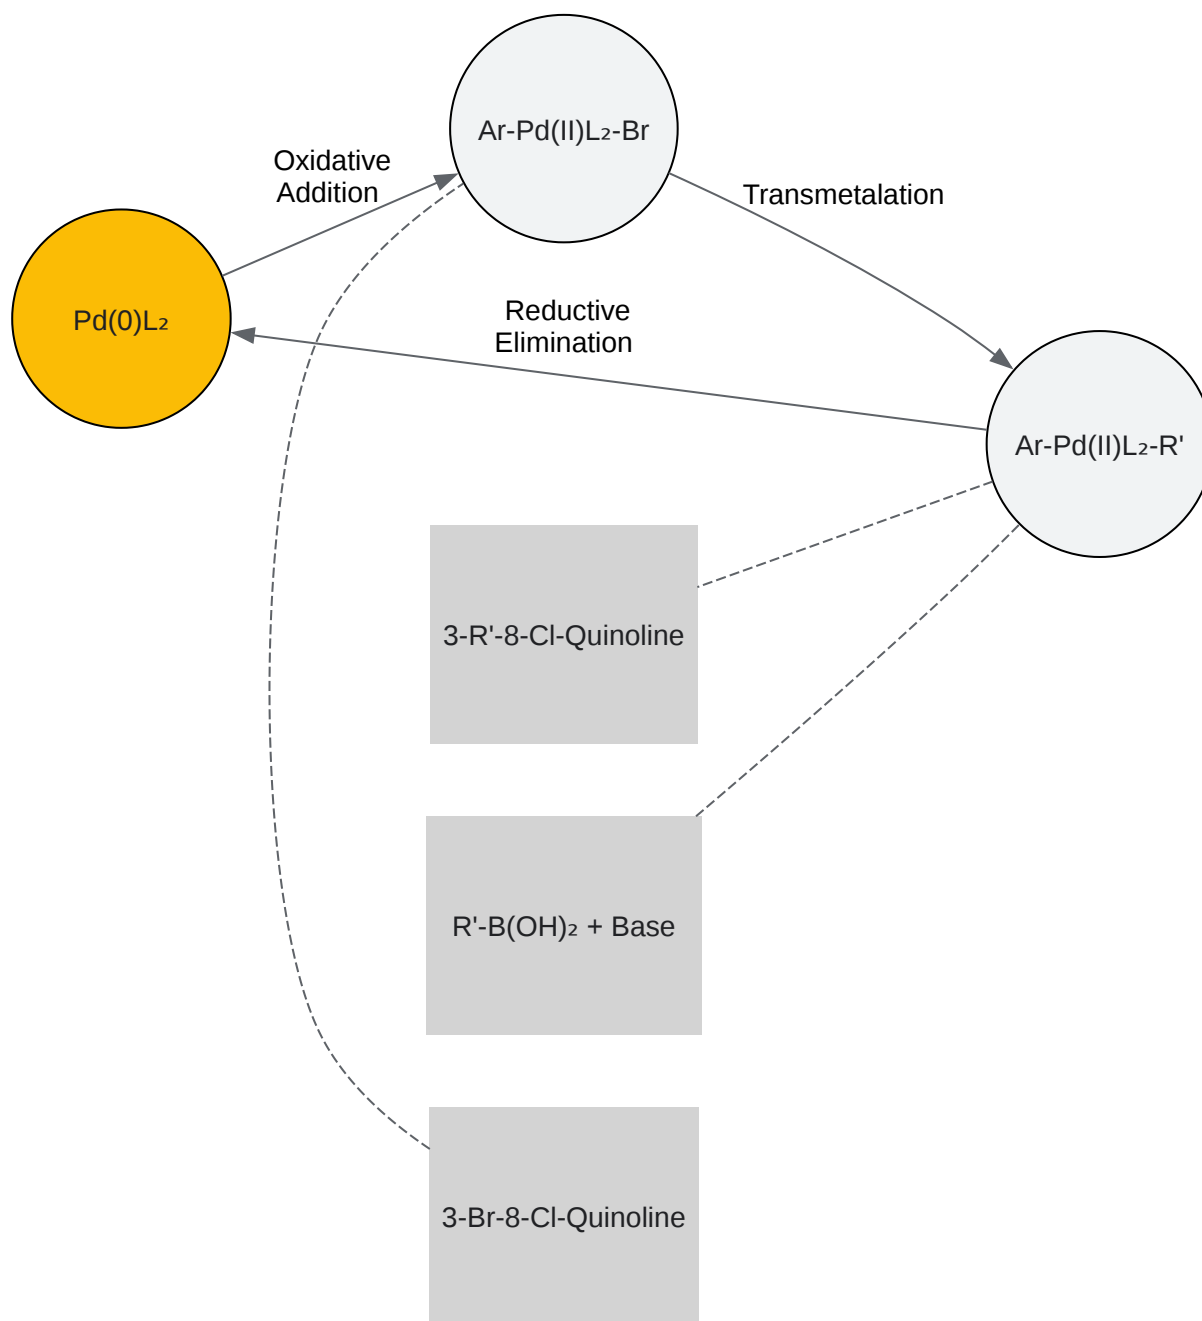 Ar-Pd(II)L₂-Br
Oxidative
Addition
Transmetalation
Pd(0)L₂
Reductive
Elimination
Ar-Pd(II)L₂-R'
3-R'-8-Cl-Quinoline
R'-B(OH)₂ + Base
3-Br-8-Cl-Quinoline